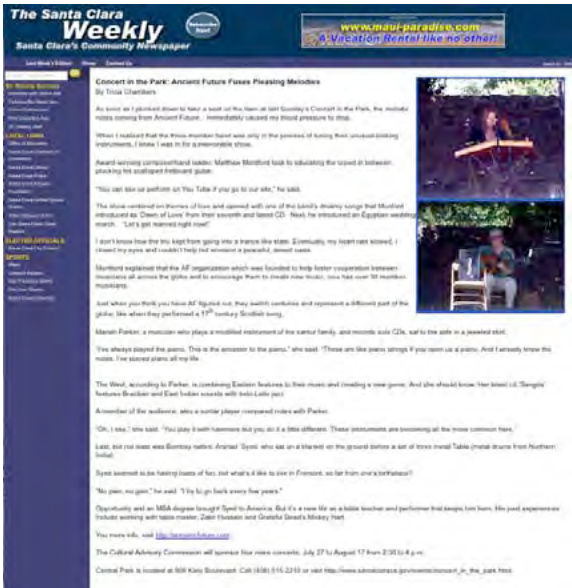 The Santa Clara
Weekly
Santa Clara's Community Newspaper
Subscribe
www.maui-paradise.com
A Vacation Rental like no other!
Last Week's Edition Home Contact Us
Concert in the Park: Ancient Future Fuses Pleasing Melodies
By Tricia Chambers
As soon as I plunked down to take a seat on the lawn at last Sunday's Concert in the Park, the melodic
notes coming from Ancient Future immediately caused my blood pressure to drop.
When I realized that the three-member band was only in the process of tuning their unusual-looking
instruments, I knew I was in for a memorable show.
Award winning composer/band leader, Matthew Montfort took to educating the crowd in between
plucking his scalloped fretboard guitar.
"You can see us perform on You Tube if you go to our site," he said.
The show continued on themes of love and opened with one of the band's dreamy songs that Montfort
introduced as 'Dawn of Love' from their seventh and latest CD. Next, he introduced an Egyptian wedding
march. "Let's get married right now!"
I don't know how the trio kept from going into a trance like state. Eventually, my heart rate slowed, I
closed my eyes and couldn't help but envision a peaceful, desert oasis.
Montfort explained that the AF organization which was founded to help foster cooperation between
musicians all across the globe and to encourage them to create new music, now has over 30 member
musicians.
Just when you think you have AF figured out, they switch centuries and represent a different part of the
globe, like when they performed a 17th century Scottish song.
Mariah Parker, a musician who plays a modified instrument of the santur family, and records solo CDs, sat to the side in a jeweled skirt.
"I've always played the piano. This is the ancestor to the piano," she said. "These are like piano strings if you open up a piano. And I already knew the
notes. I've played piano all my life.
The West, according to Parker, is combining Eastern features to their music and creating a new genre. And she should know. Her latest cd, 'Sangria'
features Brazilian and East Indian sounds with Indo Latin jazz.
A member of the audience, also a santur player compared notes with Parker.
"Oh, I see," she said. "You play it with hammers but you do it a little different. These instruments are becoming all the more common here."
Last, but not least was Bombay native, Arshad Syed, who sat on a blanket on the ground before a set of three metal Tabla (metal drums from Northern
India).
Syed seemed to be having loads of fun, but what's it like to live in Fremont, so far from one's birthplace?
"No pain, no gain," he said. "I try to go back every few years."
Opportunity and an MBA degree brought Syed to America. But it's a new life as a tabla teacher and performer that keeps him here. His past experiences
include working with tabla master, Zakir Hussain and Grateful Dead's Mickey Hart.
You more info, visit http://ancient-future.com
The Cultural Advisory Commission will sponsor four more concerts, July 27 to August 17 from 2:30 to 4 p.m.
Central Park is located at 909 Kiely Boulevard. Call (408) 615-2210 or visit